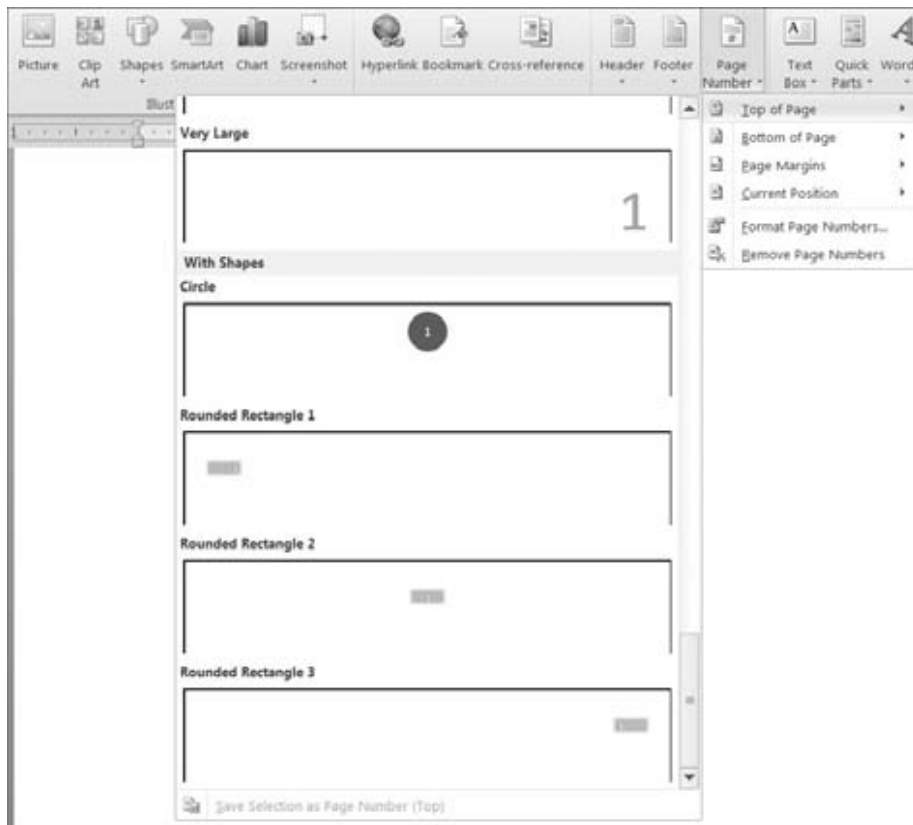 Picture Clip Art Shapes SmartArt Chart Screenshot Hyperlink Bookmark Cross-reference Header Footer Page Number Text Box Quick Parts Word
Illust
Top of Page
Bottom of Page
Page Margins
Current Position
Format Page Numbers...
Remove Page Numbers
Very Large
1
With Shapes
Circle
1
Rounded Rectangle 1
Rounded Rectangle 2
Rounded Rectangle 3
Save Selection as Page Number (Top)